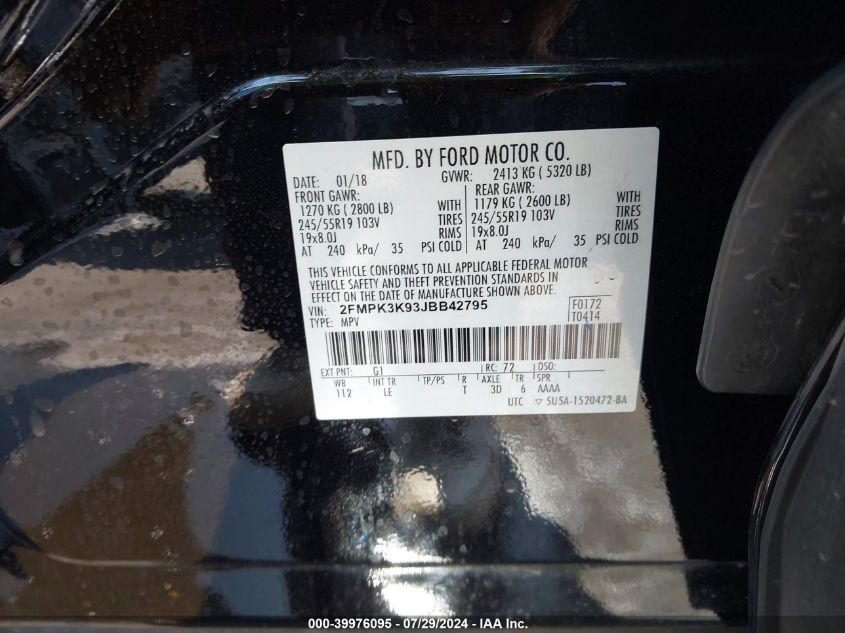 MFD. BY FORD MOTOR CO.
DATE: 01/18 GVWR: 2413 KG ( 5320 LB)
FRONT GAWR: REAR GAWR:
1270 KG ( 2800 LB) WITH 1179 KG ( 2600 LB) WITH
245/55R19 103V TIRES 245/55R19 103V TIRES
19x8.0J RIMS 19x8.0J RIMS
AT 240 kPa/ 35 PSI COLD AT 240 kPa/ 35 PSI COLD
THIS VEHICLE CONFORMS TO ALL APPLICABLE FEDERAL MOTOR
VEHICLE SAFETY AND THEFT PREVENTION STANDARDS IN
EFFECT ON THE DATE OF MANUFACTURE SHOWN ABOVE.
VIN: 2FMPK3K93JBB42795 F0172
TYPE: MPV T0414
EXT PNT: G1 RC: 72 DSO:
WB INT TR TP/PS R AXLE TR SPR
112 LE T 3D 6 AAAA
UTC ▽ 5U5A-1520472-BA
000-39976095 - 07/29/2024 - IAA Inc.